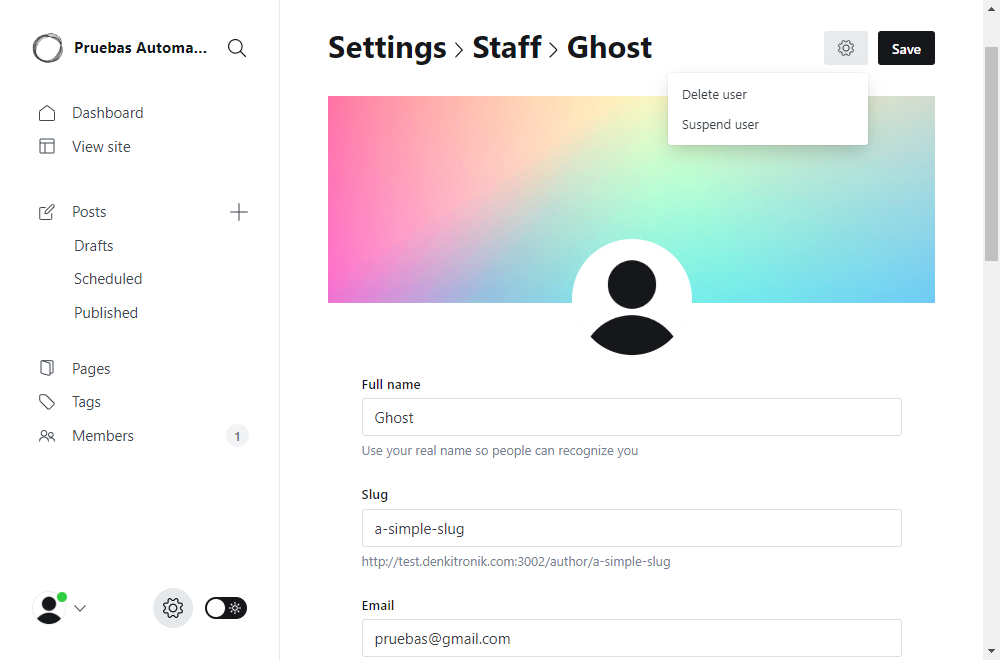 Pruebas Automa...
Settings > Staff > Ghost
Save
Delete user
Suspend user
Dashboard
View site
Posts
Drafts
Scheduled
Published
Pages
Tags
Members
1
Full name
Ghost
Use your real name so people can recognize you
Slug
a-simple-slug
http://test.denkitronik.com:3002/author/a-simple-slug
Email
pruebas@gmail.com